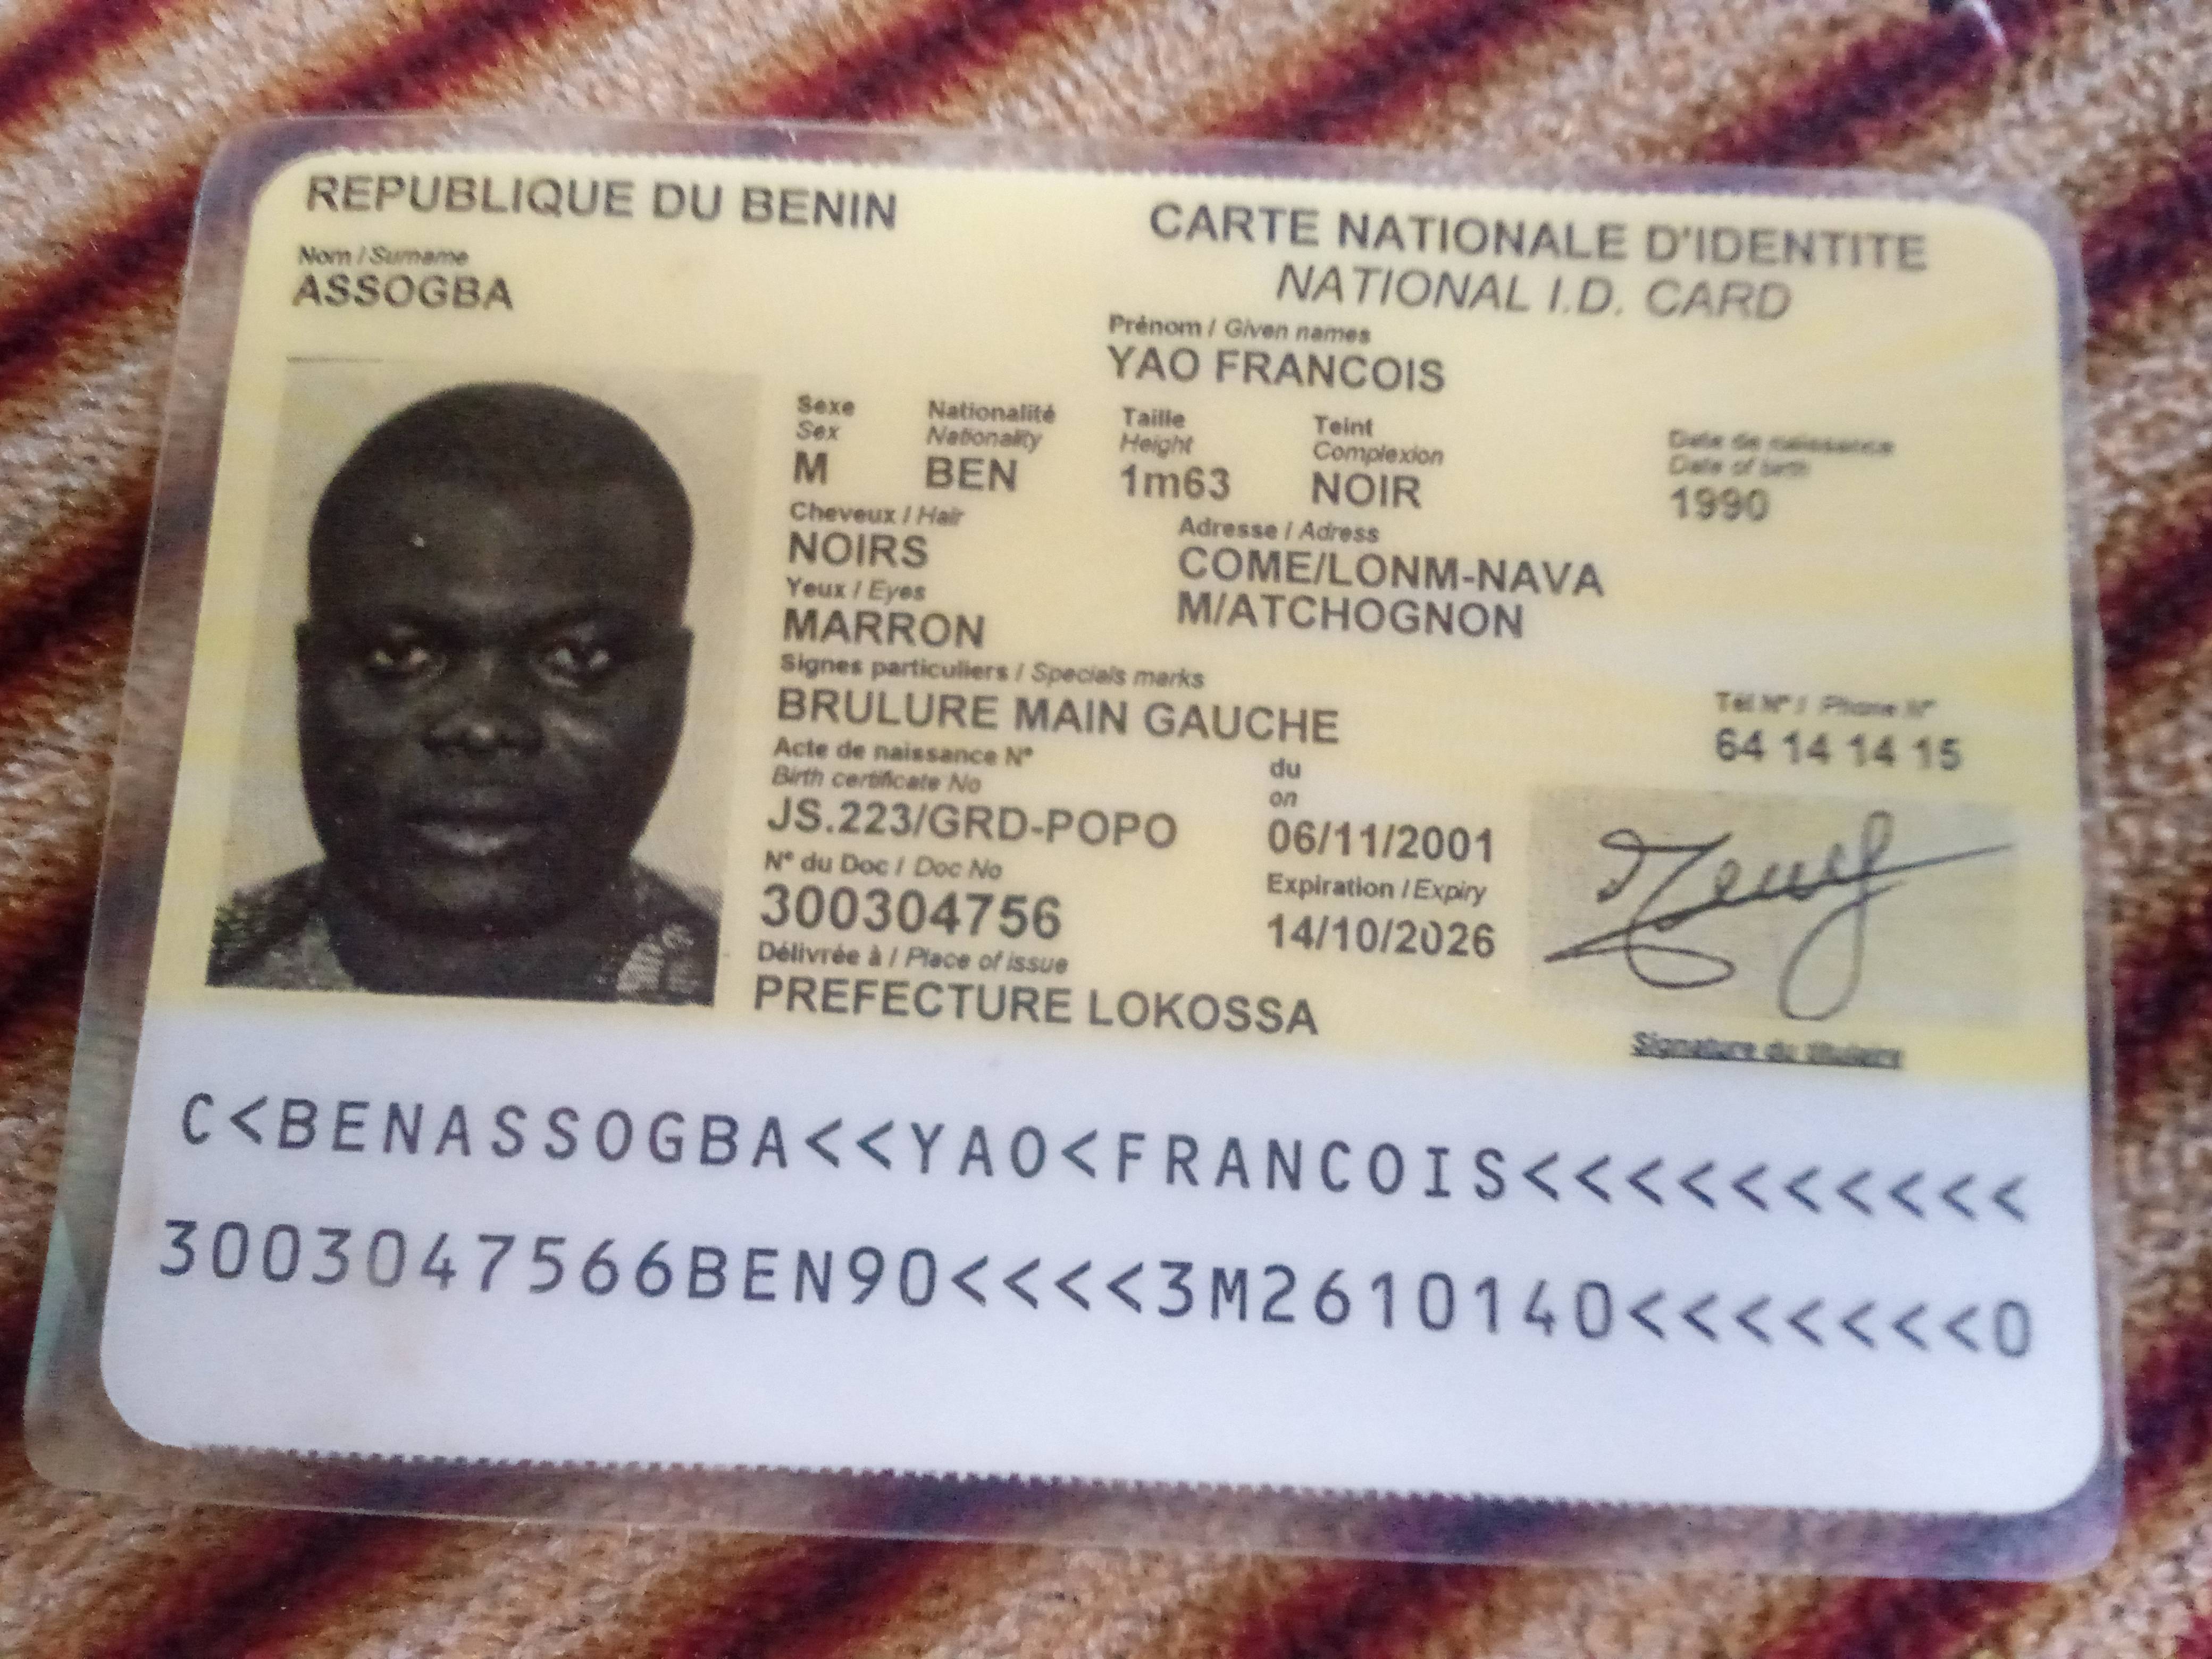 REPUBLIQUE DU BENIN
CARTE NATIONALE D'IDENTITE
NATIONAL I.D. CARD
Nom / Surname
ASSOGBA
Prénom / Given names
YAO FRANCOIS
Sexe Nationalité Taille Teint Date de naissance
Sex Nationality Height Complexion Date of birth
M BEN 1m63 NOIR 1990
Cheveux / Hair Adresse / Adress
NOIRS COME/LONM-NAVA
Yeux / Eyes M/ATCHOGNON
MARRON
Signes particuliers / Specials marks Tél N° / Phone N°
BRULURE MAIN GAUCHE 64 14 14 15
Acte de naissance N° du
Birth certificate No on
JS.223/GRD-POPO 06/11/2001
N° du Doc / Doc No Expiration / Expiry
300304756 14/10/2026
Délivrée à / Place of issue
PREFECTURE LOKOSSA
Signature du titulaire
C<BENASSOGBA<<YAO<FRANCOIS<<<<<<<<<<
3003047566BEN90<<<<3M2610140<<<<<<<0